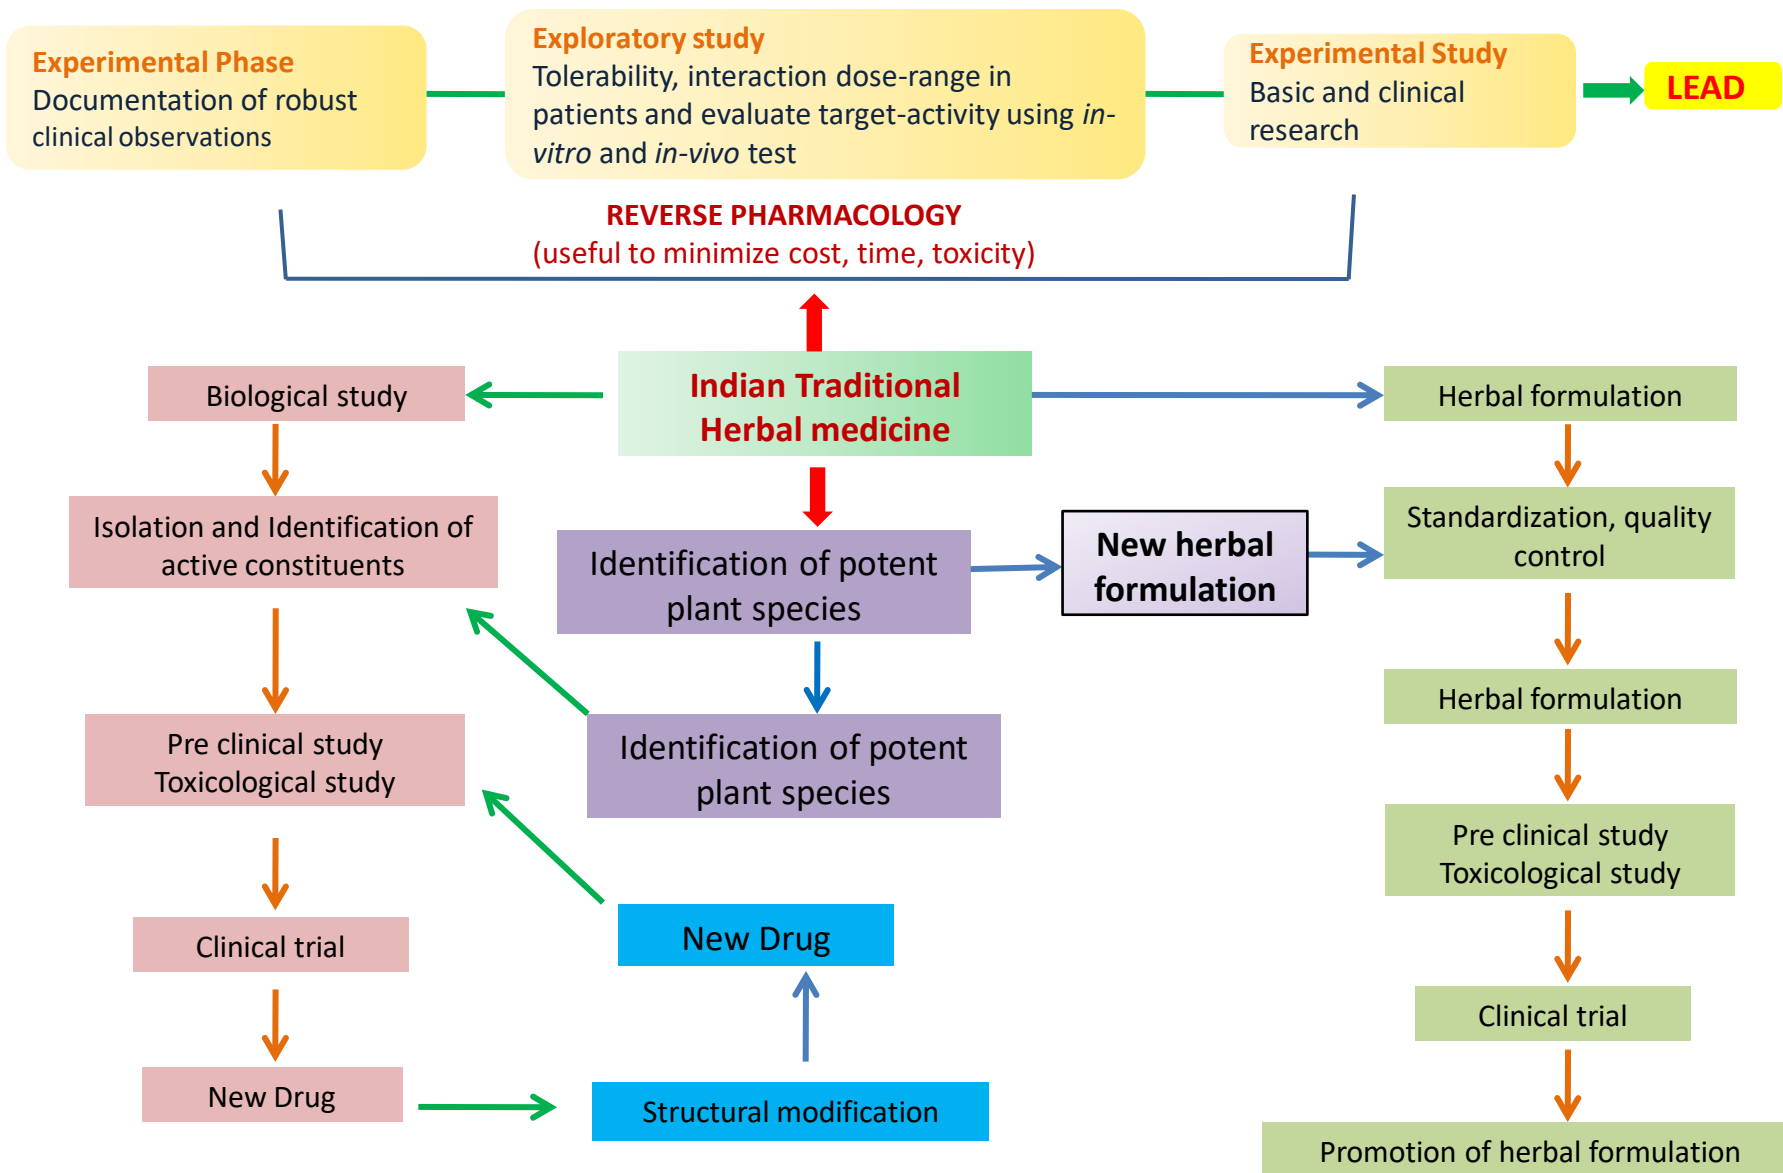 Experimental Phase
Documentation of robust
clinical observations
Exploratory study
Tolerability, interaction dose-range in
patients and evaluate target-activity using in-
vitro and in-vivo test
Experimental Study
Basic and clinical
research
LEAD
REVERSE PHARMACOLOGY
(useful to minimize cost, time, toxicity)
Indian Traditional
Herbal medicine
Biological study
Isolation and Identification of
active constituents
Pre clinical study
Toxicological study
Clinical trial
New Drug
Identification of potent
plant species
Identification of potent
plant species
New Drug
Structural modification
New herbal
formulation
Herbal formulation
Standardization, quality
control
Herbal formulation
Pre clinical study
Toxicological study
Clinical trial
Promotion of herbal formulation